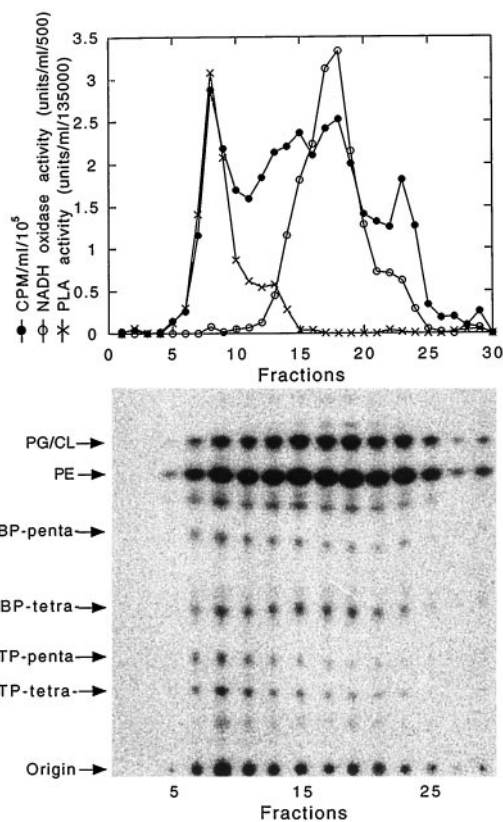 3.5
3
2.5
2
1.5
1
0.5
0
CPM/ml/10⁵
NADH oxidase activity (units/ml/500)
PLA activity (units/ml/135000)
0 5 10 15 20 25 30
Fractions
PG/CL
PE
BP-penta
BP-tetra
TP-penta
TP-tetra-
Origin
5 15 25
Fractions